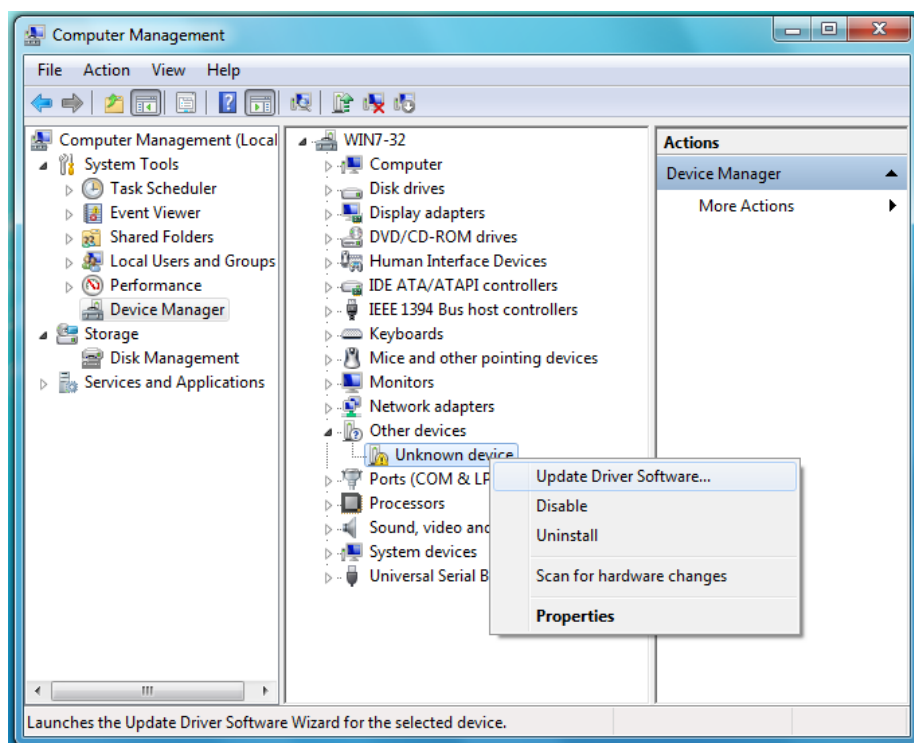 Computer Management
File Action View Help
Computer Management (Local
System Tools
Task Scheduler
Event Viewer
Shared Folders
Local Users and Groups
Performance
Device Manager
Storage
Disk Management
Services and Applications
WIN7-32
Computer
Disk drives
Display adapters
DVD/CD-ROM drives
Human Interface Devices
IDE ATA/ATAPI controllers
IEEE 1394 Bus host controllers
Keyboards
Mice and other pointing devices
Monitors
Network adapters
Other devices
Unknown device
Ports (COM & LP
Processors
Sound, video and
System devices
Universal Serial B
Update Driver Software...
Disable
Uninstall
Scan for hardware changes
Properties
Actions
Device Manager
More Actions
Launches the Update Driver Software Wizard for the selected device.